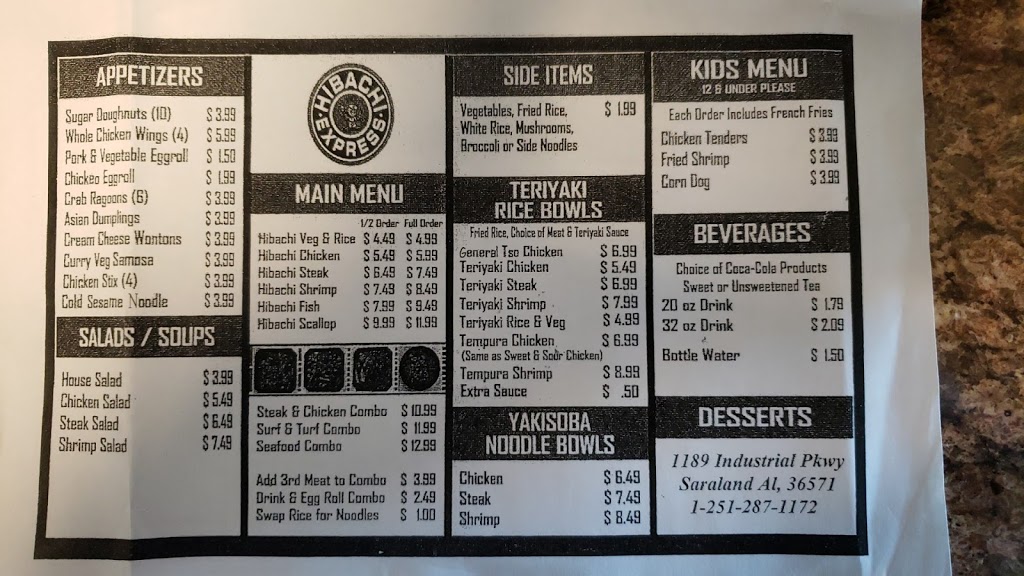 APPETIZERS
Sugar Doughnuts (10) $ 3.99
Whole Chicken Wings (4) $ 5.99
Pork & Vegetable Eggroll $ 1.50
Chicken Eggroll $ 1.99
Crab Ragoons (6) $ 3.99
Asian Dumplings $ 3.99
Cream Cheese Wontons $ 3.99
Curry Veg Samosa $ 3.99
Chicken Stix (4) $ 3.99
Cold Sesame Noodle $ 3.99
SALADS / SOUPS
House Salad $ 3.99
Chicken Salad $ 5.49
Steak Salad $ 6.49
Shrimp Salad $ 7.49
HIBACHI
EXPRESS
MAIN MENU
1/2 Order Full Order
Hibachi Veg & Rice $ 4.49 $ 4.99
Hibachi Chicken $ 5.49 $ 5.99
Hibachi Steak $ 6.49 $ 7.49
Hibachi Shrimp $ 7.49 $ 8.49
Hibachi Fish $ 7.99 $ 9.49
Hibachi Scallop $ 9.99 $ 11.99
Steak & Chicken Combo $ 10.99
Surf & Turf Combo $ 11.99
Seafood Combo $ 12.99
Add 3rd Meat to Combo $ 3.99
Drink & Egg Roll Combo $ 2.49
Swap Rice for Noodles $ 1.00
SIDE ITEMS
Vegetables, Fried Rice, $ 1.99
White Rice, Mushrooms,
Broccoli or Side Noodles
TERIYAKI
RICE BOWLS
Fried Rice, Choice of Meat & Teriyaki Sauce
General Tso Chicken $ 6.99
Teriyaki Chicken $ 5.49
Teriyaki Steak $ 6.99
Teriyaki Shrimp $ 7.99
Teriyaki Rice & Veg $ 4.99
Tempura Chicken $ 6.99
(Same as Sweet & Sour Chicken)
Tempura Shrimp $ 8.99
Extra Sauce $ .50
YAKISOBA
NOODLE BOWLS
Chicken $ 6.49
Steak $ 7.49
Shrimp $ 8.49
KIDS MENU
12 & UNDER PLEASE
Each Order Includes French Fries
Chicken Tenders $ 3.99
Fried Shrimp $ 3.99
Corn Dog $ 3.99
BEVERAGES
Choice of Coca-Cola Products
Sweet or Unsweetened Tea
20 oz Drink $ 1.79
32 oz Drink $ 2.09
Bottle Water $ 1.50
DESSERTS
1189 Industrial Pkwy
Saraland Al, 36571
1-251-287-1172